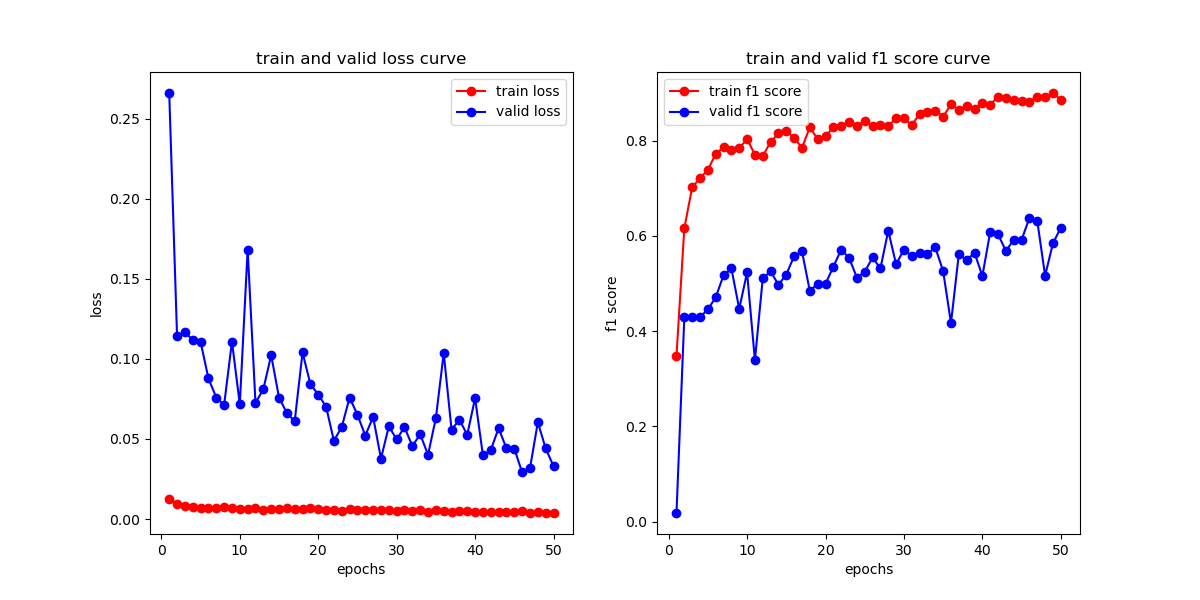 train and valid loss curve
train loss
valid loss
0.25
0.20
0.15
0.10
0.05
0.00
loss
0 10 20 30 40 50
epochs
train and valid f1 score curve
train f1 score
valid f1 score
0.8
0.6
0.4
0.2
0.0
f1 score
0 10 20 30 40 50
epochs